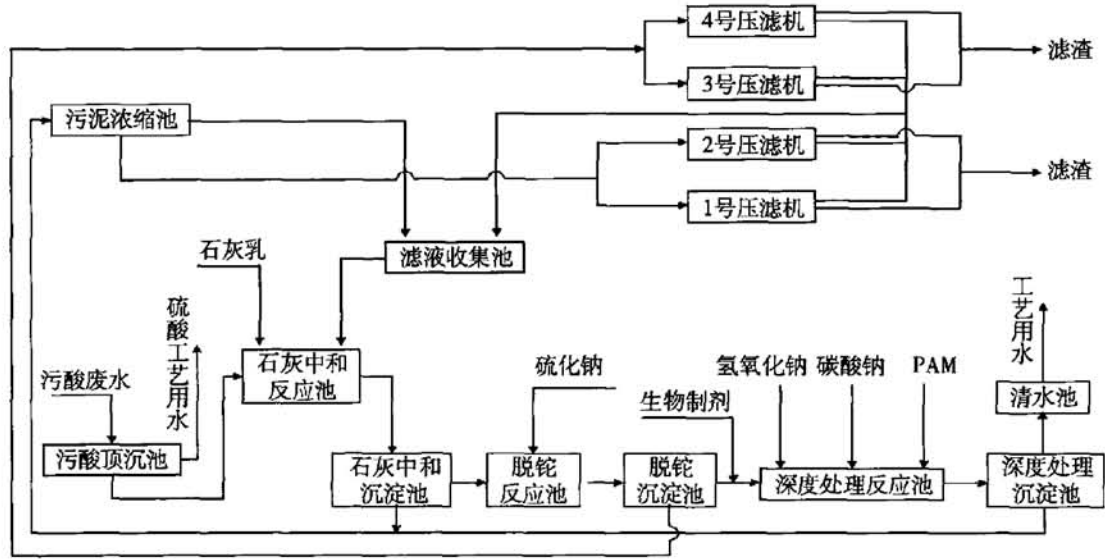 4号压滤机
滤渣
3号压滤机
污泥浓缩池
2号压滤机
滤渣
1号压滤机
石灰乳
滤液收集池
硫酸工艺用水
工艺用水
石灰中和
反应池
硫化钠
氢氧化钠
碳酸钠
PAM
污酸废水
生物制剂
清水池
污酸顶沉池
石灰中和
沉淀池
脱铊
反应池
脱铊
沉淀池
深度处理反应池
深度处理
沉淀池